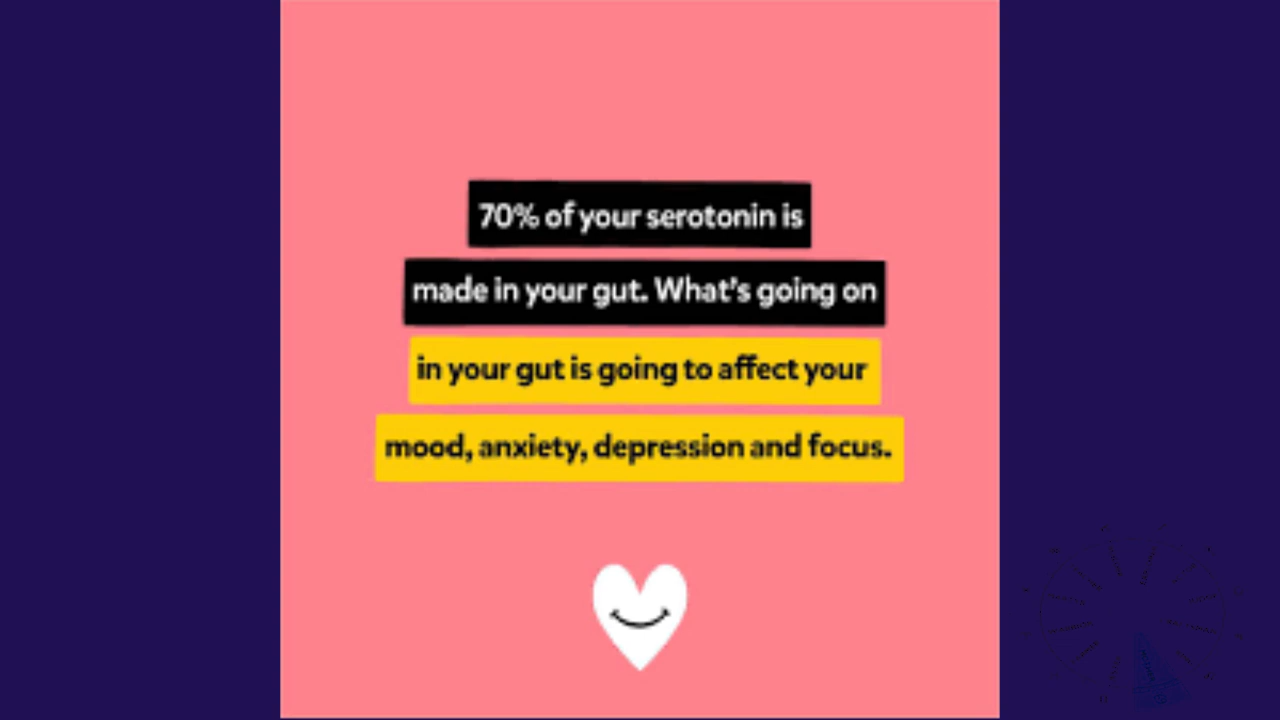 70% of your serotonin is
made in your gut. What's going on
in your gut is going to affect your
mood, anxiety, depression and focus.